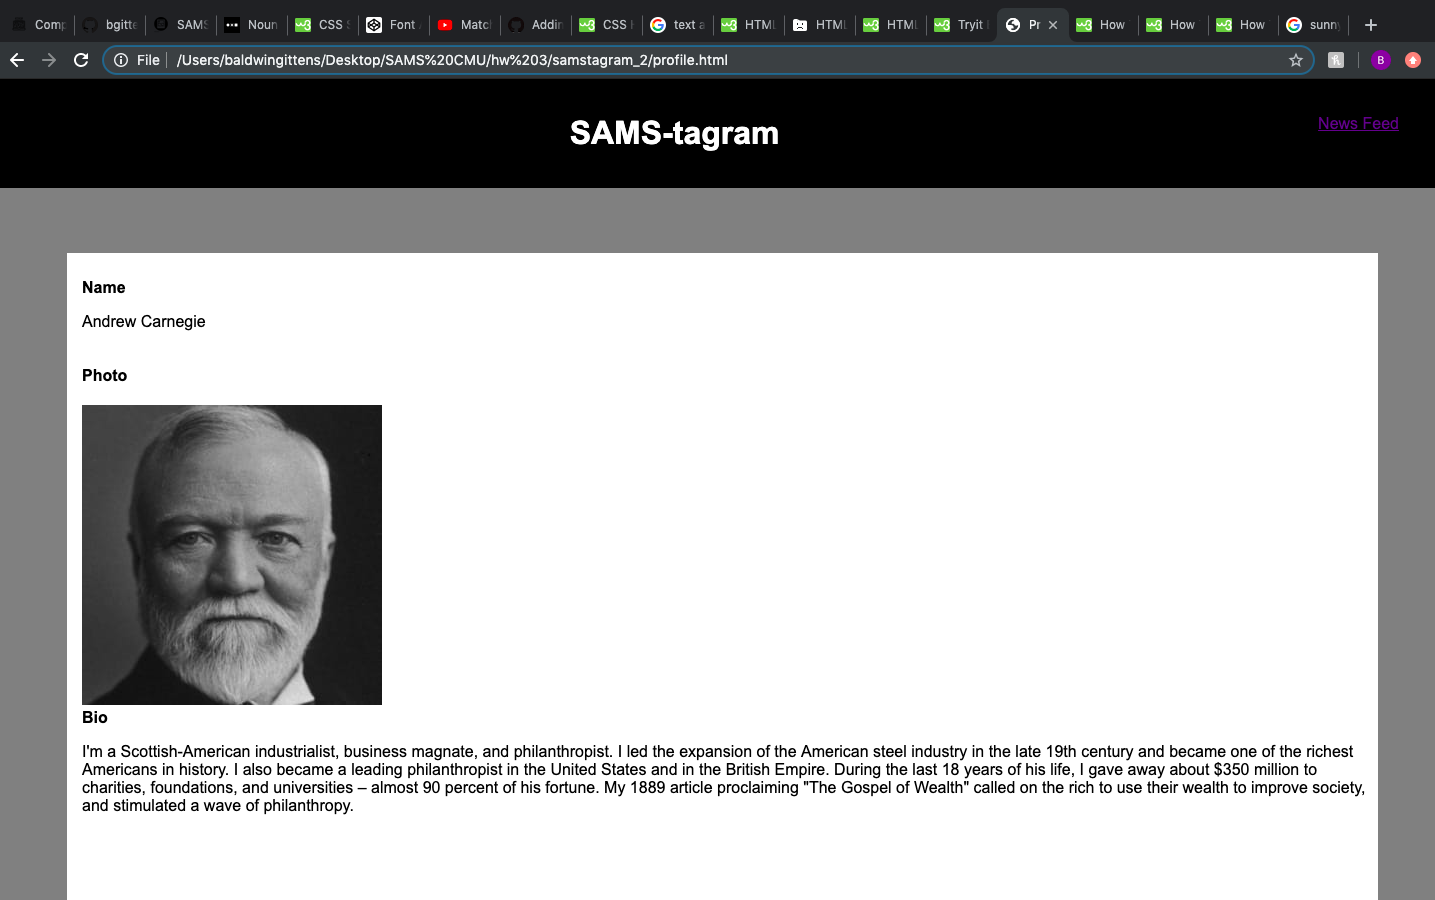 Comp
bgitte
SAMS
Noun
CSS
Font
Matc
Addin
CSS
text a
HTML
HTML
HTML
Tryit
Pr
How
How
How
sunny
File
/Users/baldwingittens/Desktop/SAMS%20CMU/hw%203/samstagram_2/profile.html
B
SAMS-tagram
News Feed
Name
Andrew Carnegie
Photo
Bio
I'm a Scottish-American industrialist, business magnate, and philanthropist. I led the expansion of the American steel industry in the late 19th century and became one of the richest
Americans in history. I also became a leading philanthropist in the United States and in the British Empire. During the last 18 years of his life, I gave away about $350 million to
charities, foundations, and universities – almost 90 percent of his fortune. My 1889 article proclaiming "The Gospel of Wealth" called on the rich to use their wealth to improve society,
and stimulated a wave of philanthropy.